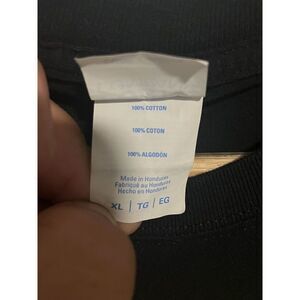 100% COTTON
100% COTON
100% ALGODÓN
Made in Honduras
Fabriqué au Honduras
Hecho en Honduras
XL | TG | EG